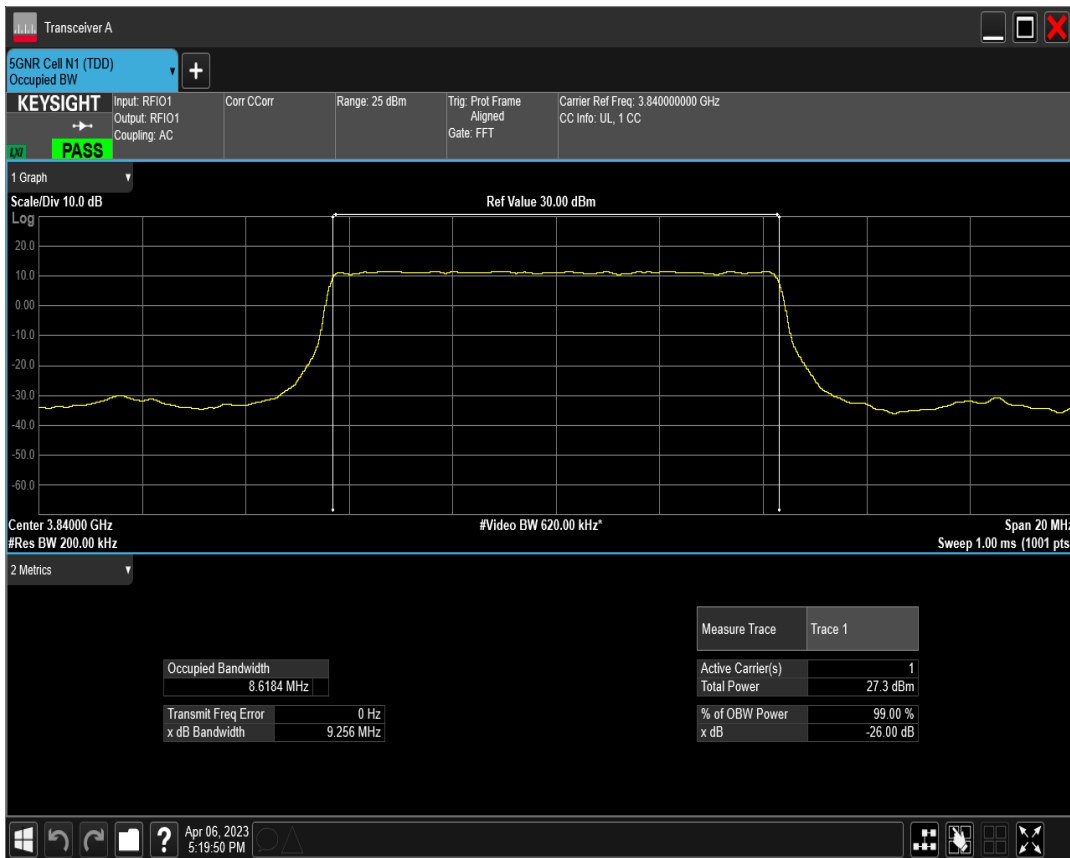 Transceiver A
5GNR Cell N1 (TDD)
Occupied BW
+
KEYSIGHT
LXI
PASS
Input: RFIO1
Output: RFIO1
Coupling: AC
Corr CCorr
Range: 25 dBm
Trig: Prot Frame
Aligned
Gate: FFT
Carrier Ref Freq: 3.840000000 GHz
CC Info: UL, 1 CC
1 Graph
Scale/Div 10.0 dB
Ref Value 30.00 dBm
Log
20.0
10.0
0.00
-10.0
-20.0
-30.0
-40.0
-50.0
-60.0
Center 3.84000 GHz
#Video BW 620.00 kHz*
Span 20 MHz
#Res BW 200.00 kHz
Sweep 1.00 ms (1001 pts
2 Metrics
Measure Trace Trace 1
Occupied Bandwidth
8.6184 MHz
Active Carrier(s) 1
Total Power 27.3 dBm
Transmit Freq Error 0 Hz
x dB Bandwidth 9.256 MHz
% of OBW Power 99.00 %
x dB -26.00 dB
?
Apr 06, 2023
5:19:50 PM